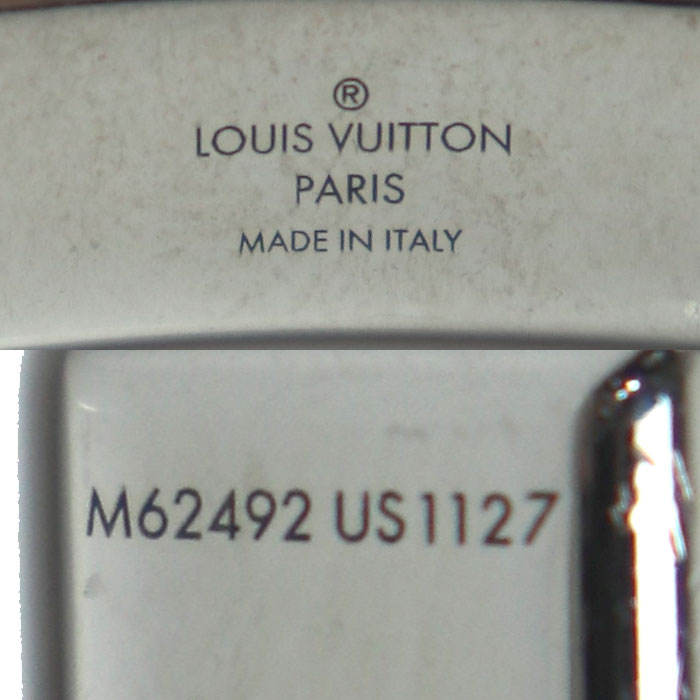 ®
LOUIS VUITTON
PARIS
MADE IN ITALY
M62492 US1127